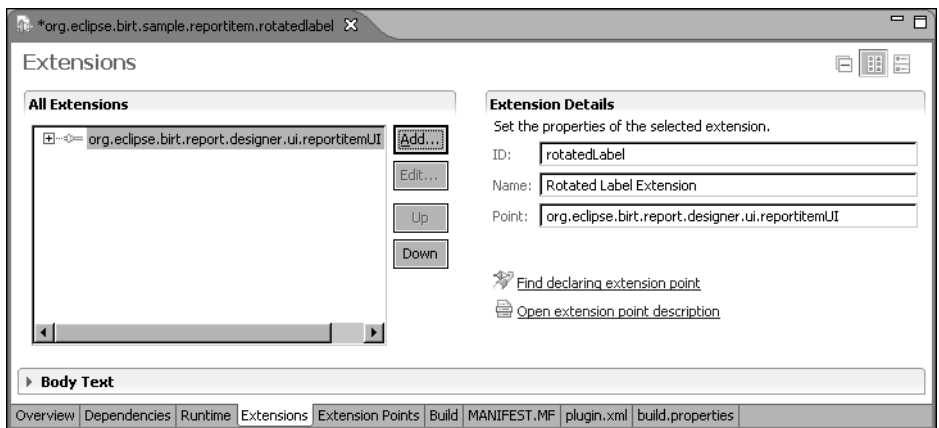 *org.eclipse.birt.sample.reportitem.rotatedlabel
Extensions
All Extensions
org.eclipse.birt.report.designer.ui.reportitemUI
Add...
Edit...
Up
Down
Extension Details
Set the properties of the selected extension.
ID: rotatedLabel
Name: Rotated Label Extension
Point: org.eclipse.birt.report.designer.ui.reportitemUI
Find declaring extension point
Open extension point description
Body Text
Overview Dependencies Runtime Extensions Extension Points Build MANIFEST.MF plugin.xml build.properties